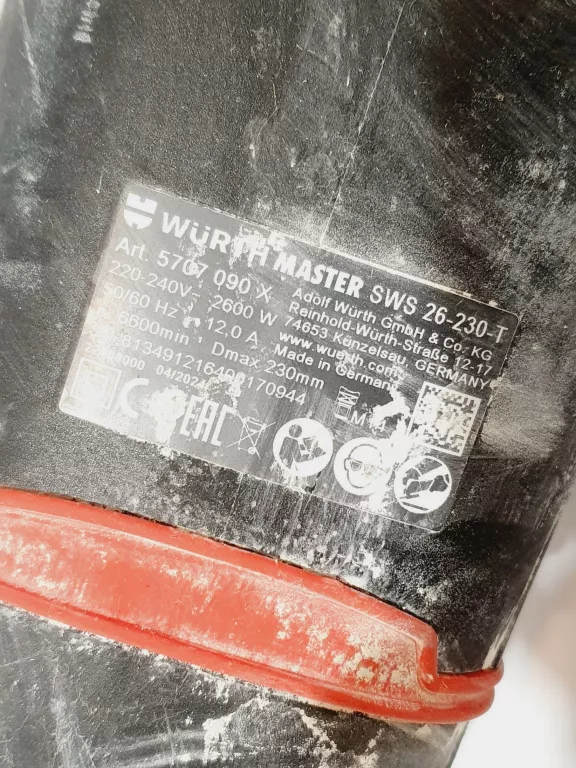 WÜRTH MASTER SWS 26-230-T
Art. 5707 090 X Adolf Würth GmbH & Co. KG
220-240V~ 2600 W Reinhold-Würth-Straße 12-17
50/60 Hz 12,0 A 74653 Künzelsau, GERMANY
6600min⁻¹ Dmax 230mm www.wuerth.com
Made in Germany
04/2024
CE EAC